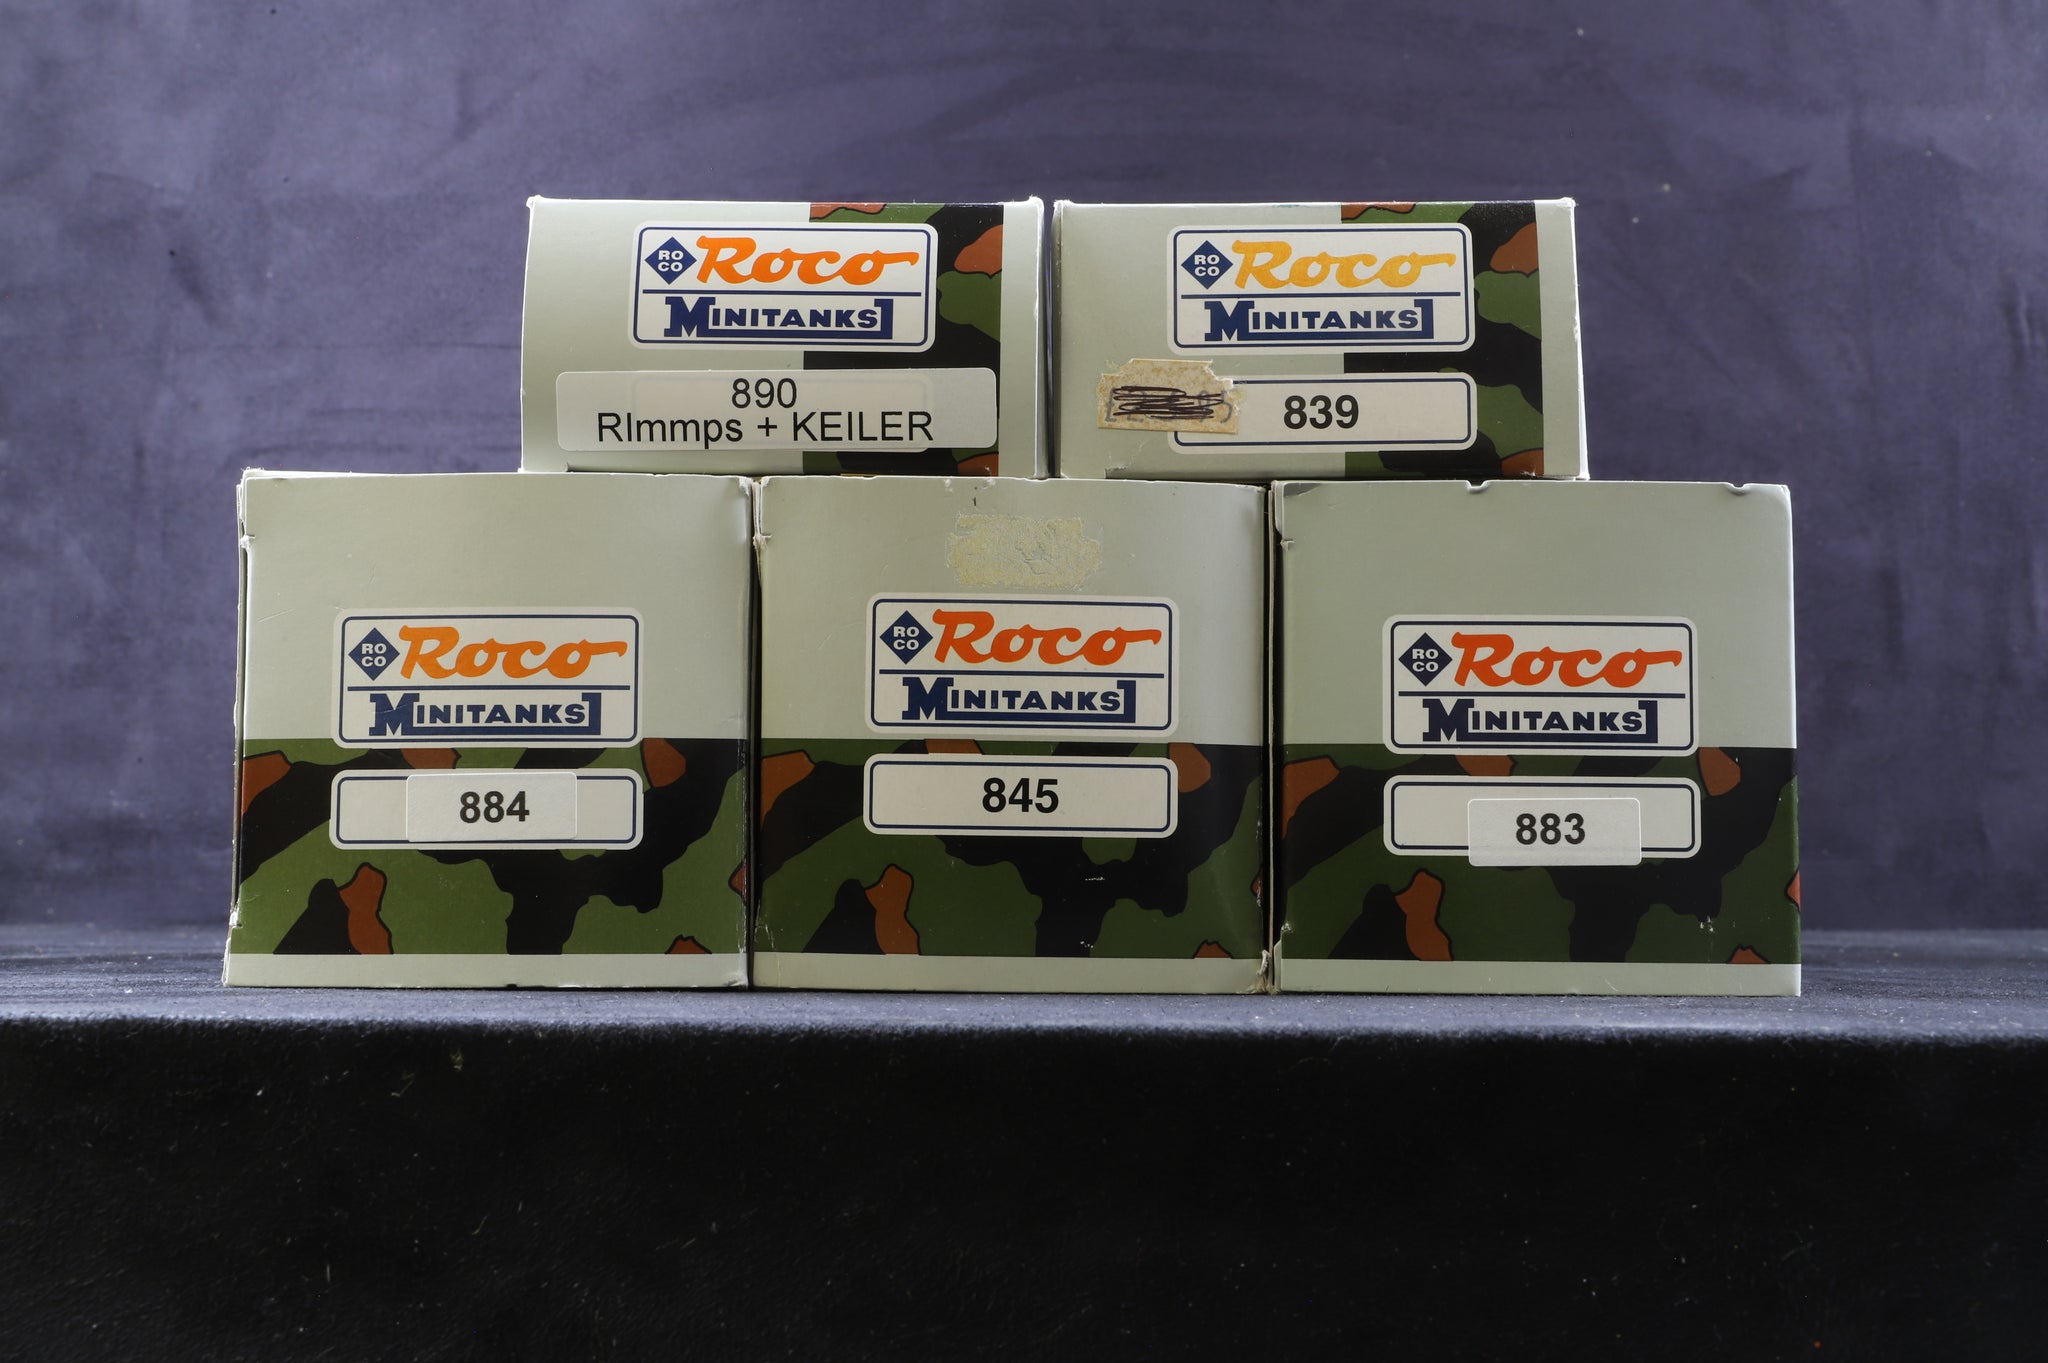 RO
CO
Roco
MINITANKS
890
RImmps + KEILER
RO
CO
Roco
MINITANKS
839
RO
CO
Roco
MINITANKS
884
RO
CO
Roco
MINITANKS
845
RO
CO
Roco
MINITANKS
883